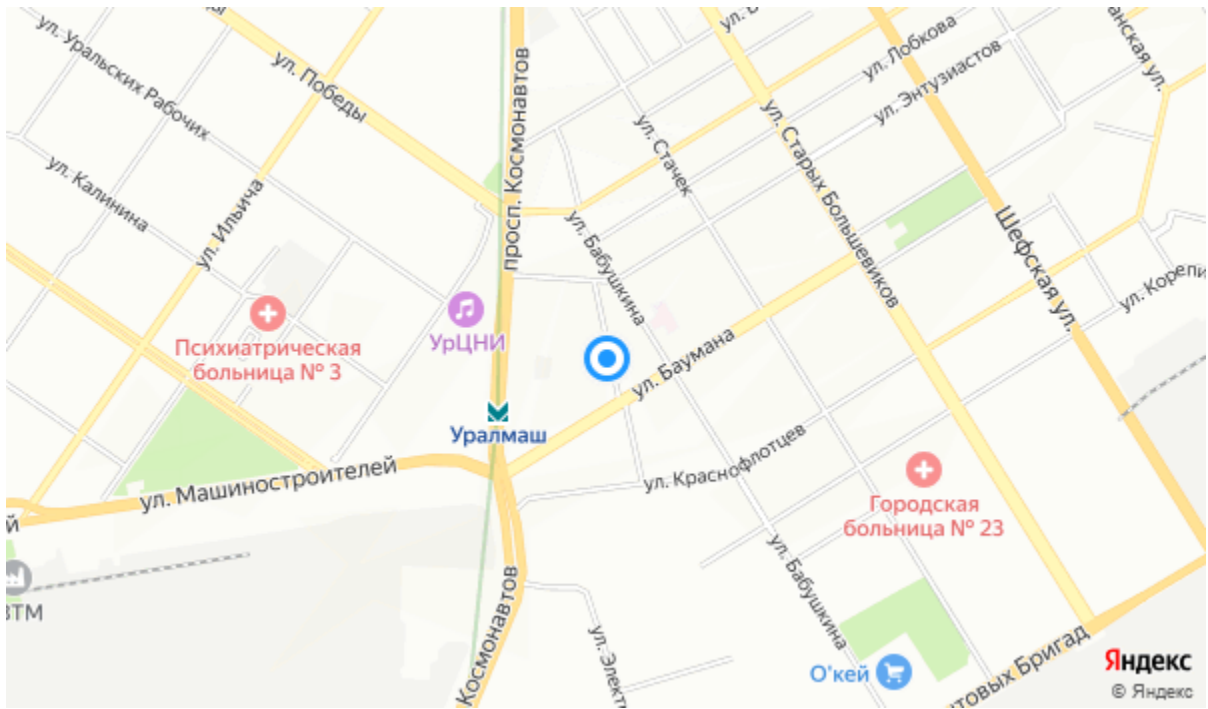 ул. Уральских Рабочих
ул. Победы
просп. Космонавтов
ул. Стачек
ул. Лобкова
ул. Энтузиастов
ул. Старых Большевиков
ул. Калинина
ул. Ильича
ул. Бабушкина
Шефская ул.
УрЦНИ
Психиатрическая
больница № 3
ул. Баумана
Уралмаш
ул. Машиностроителей
ул. Краснофлотцев
Городская
больница № 23
ул. Бабушкина
Космонавтов
О'кей
Бригад
Яндекс
© Яндекс